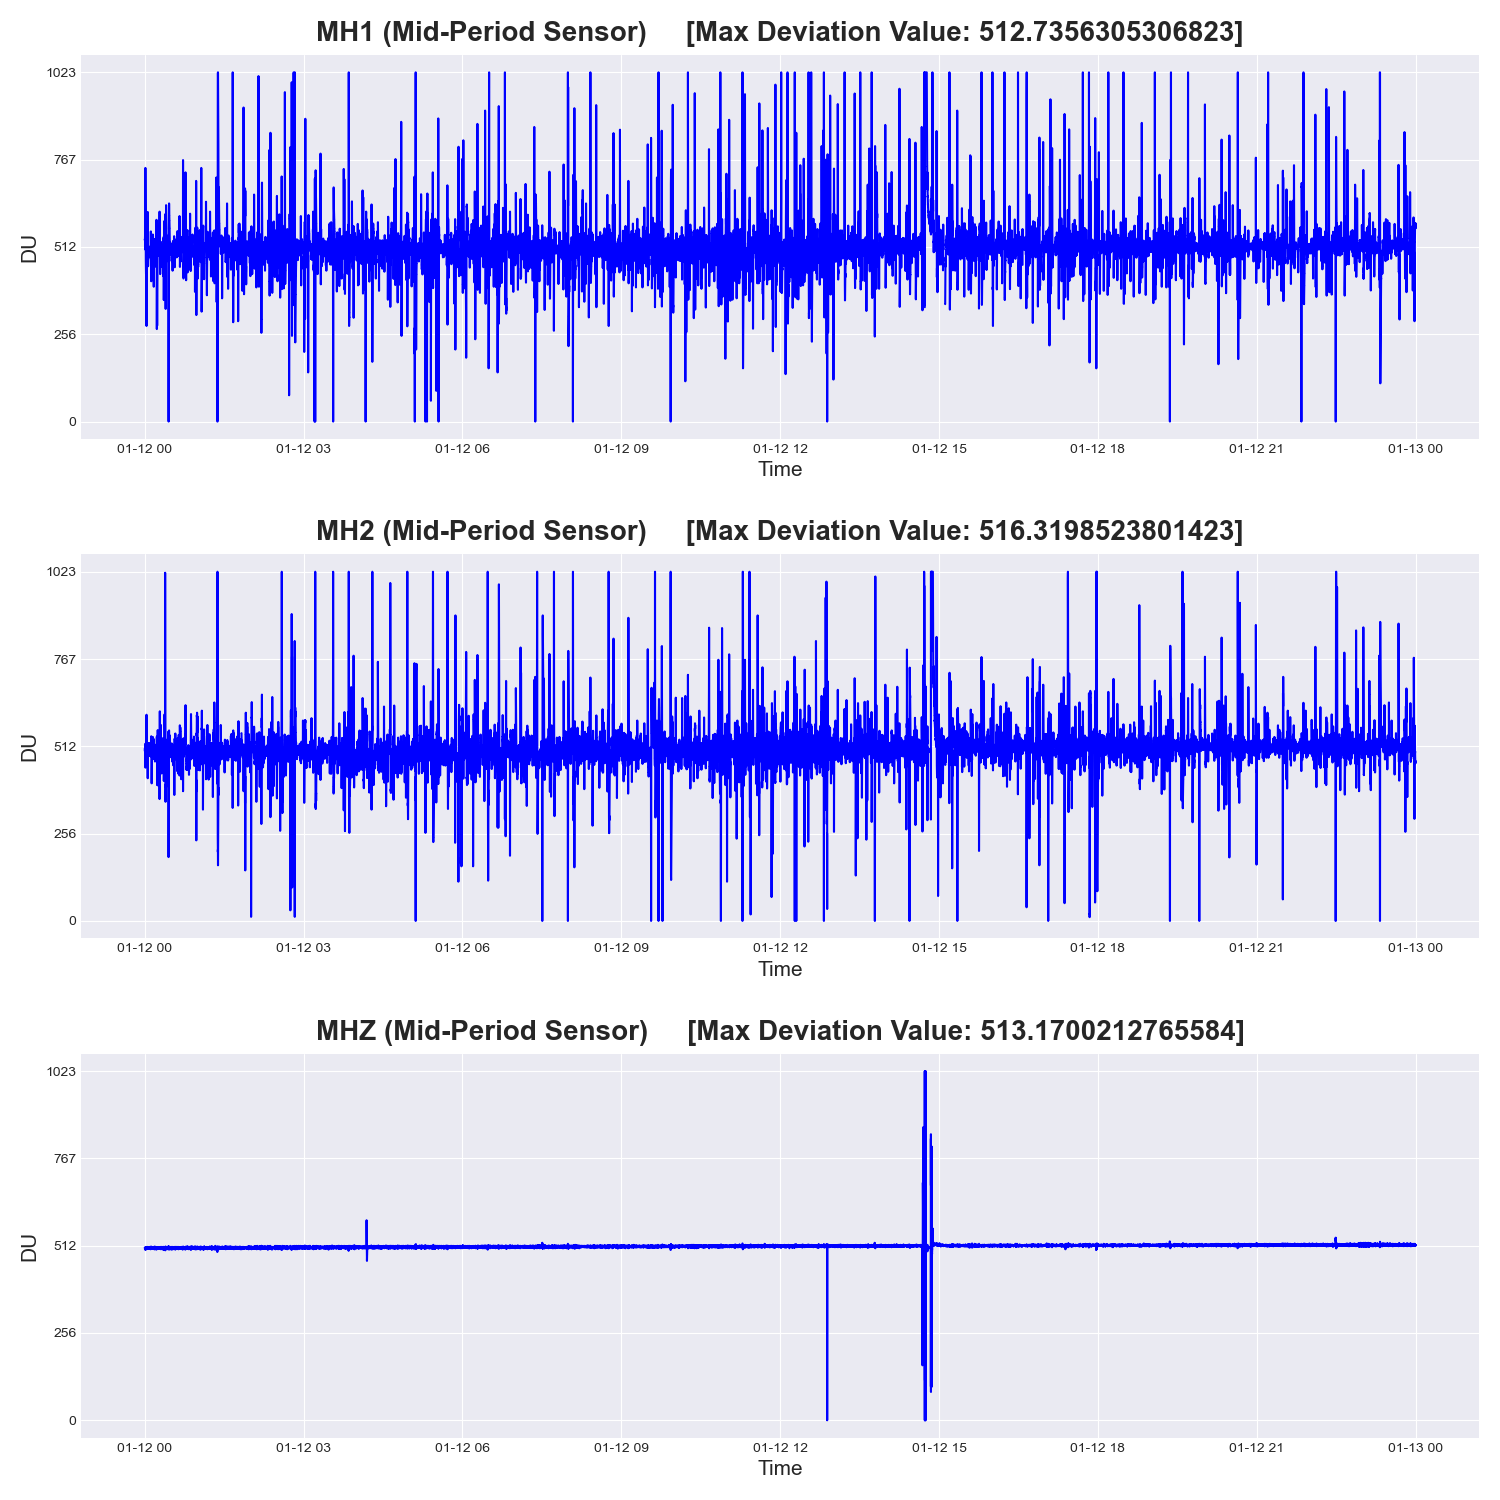 MH1 (Mid-Period Sensor)     [Max Deviation Value: 512.7356305306823]
1023
767
512
256
0
DU
01-12 00 01-12 03 01-12 06 01-12 09 01-12 12 01-12 15 01-12 18 01-12 21 01-13 00
Time
MH2 (Mid-Period Sensor)     [Max Deviation Value: 516.3198523801423]
1023
767
512
256
0
DU
01-12 00 01-12 03 01-12 06 01-12 09 01-12 12 01-12 15 01-12 18 01-12 21 01-13 00
Time
MHZ (Mid-Period Sensor)     [Max Deviation Value: 513.1700212765584]
1023
767
512
256
0
DU
01-12 00 01-12 03 01-12 06 01-12 09 01-12 12 01-12 15 01-12 18 01-12 21 01-13 00
Time